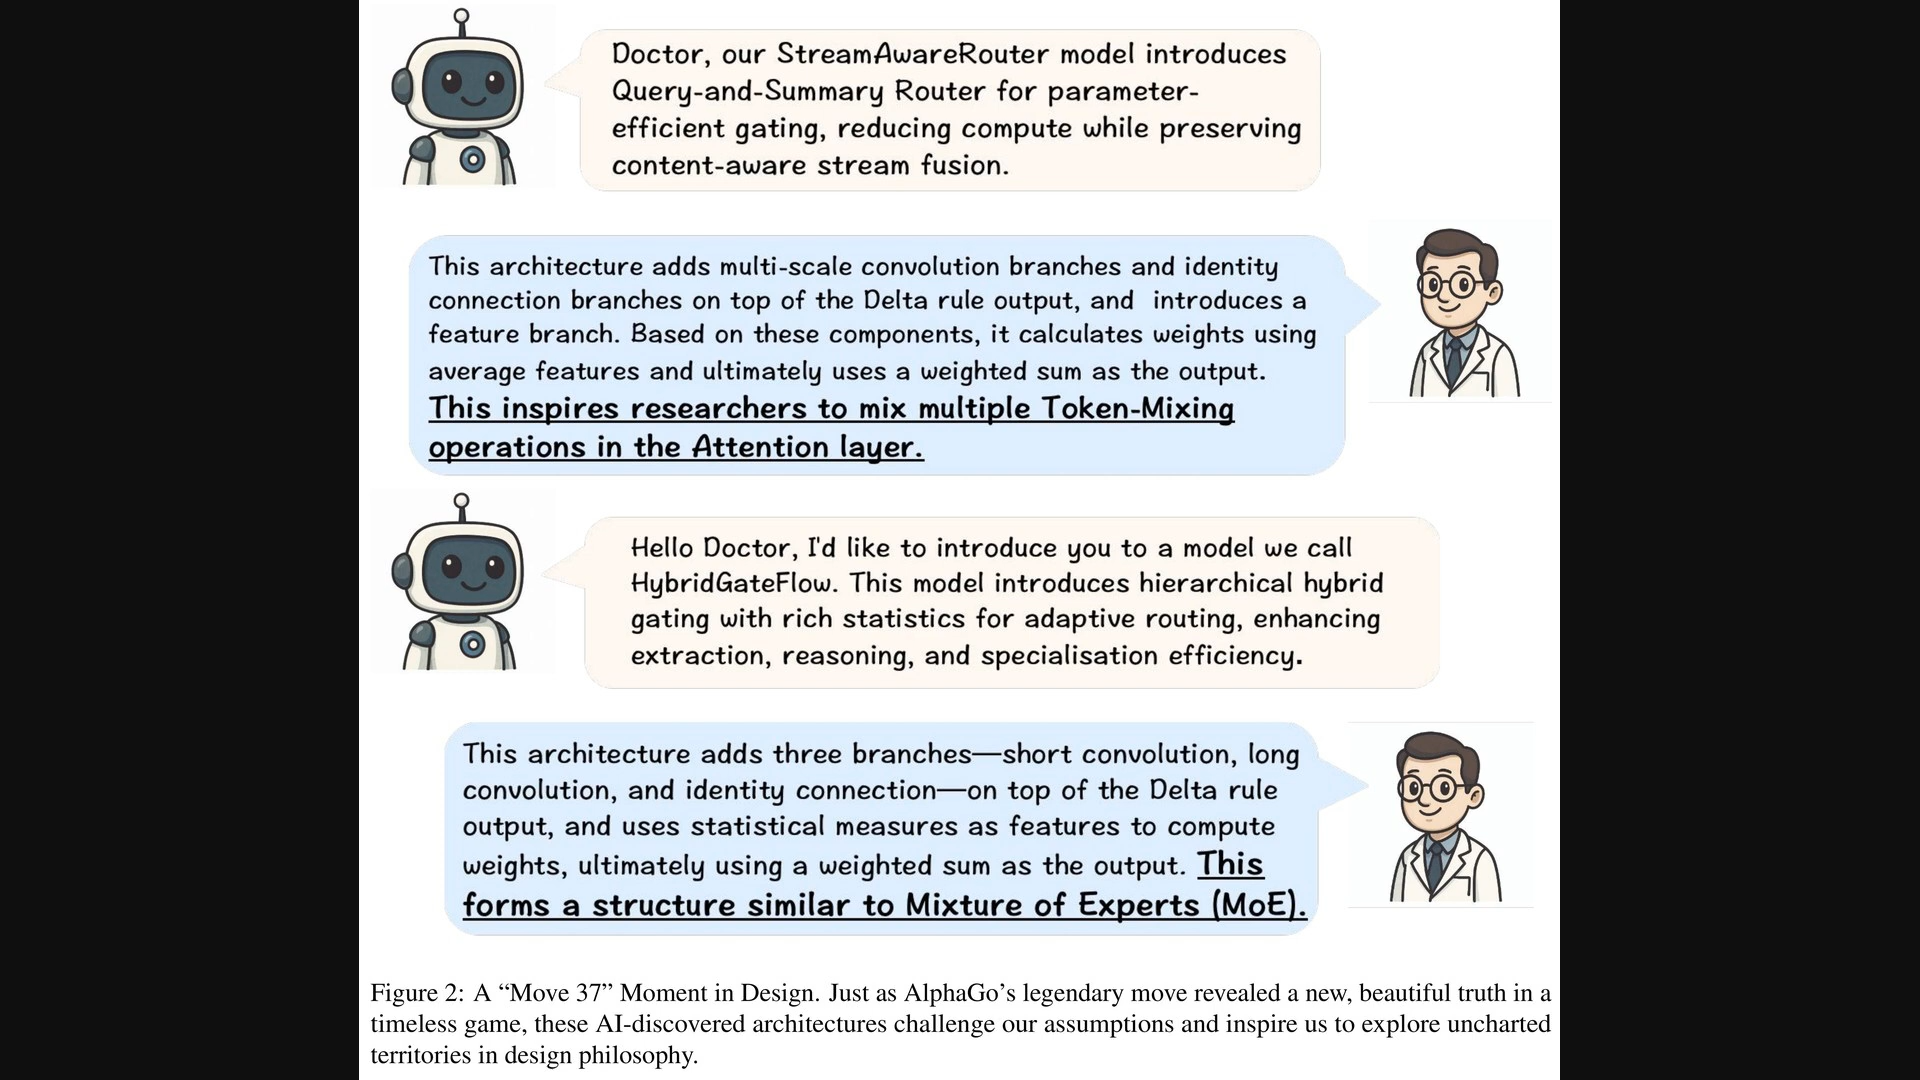 Doctor, our StreamAwareRouter model introduces
Query-and-Summary Router for parameter-
efficient gating, reducing compute while preserving
content-aware stream fusion.
This architecture adds multi-scale convolution branches and identity
connection branches on top of the Delta rule output, and introduces a
feature branch. Based on these components, it calculates weights using
average features and ultimately uses a weighted sum as the output.
This inspires researchers to mix multiple Token-Mixing
operations in the Attention layer.
Hello Doctor, I'd like to introduce you to a model we call
HybridGateFlow. This model introduces hierarchical hybrid
gating with rich statistics for adaptive routing, enhancing
extraction, reasoning, and specialisation efficiency.
This architecture adds three branches—short convolution, long
convolution, and identity connection—on top of the Delta rule
output, and uses statistical measures as features to compute
weights, ultimately using a weighted sum as the output. This
forms a structure similar to Mixture of Experts (MoE).
Figure 2: A “Move 37” Moment in Design. Just as AlphaGo’s legendary move revealed a new, beautiful truth in a
timeless game, these AI-discovered architectures challenge our assumptions and inspire us to explore uncharted
territories in design philosophy.